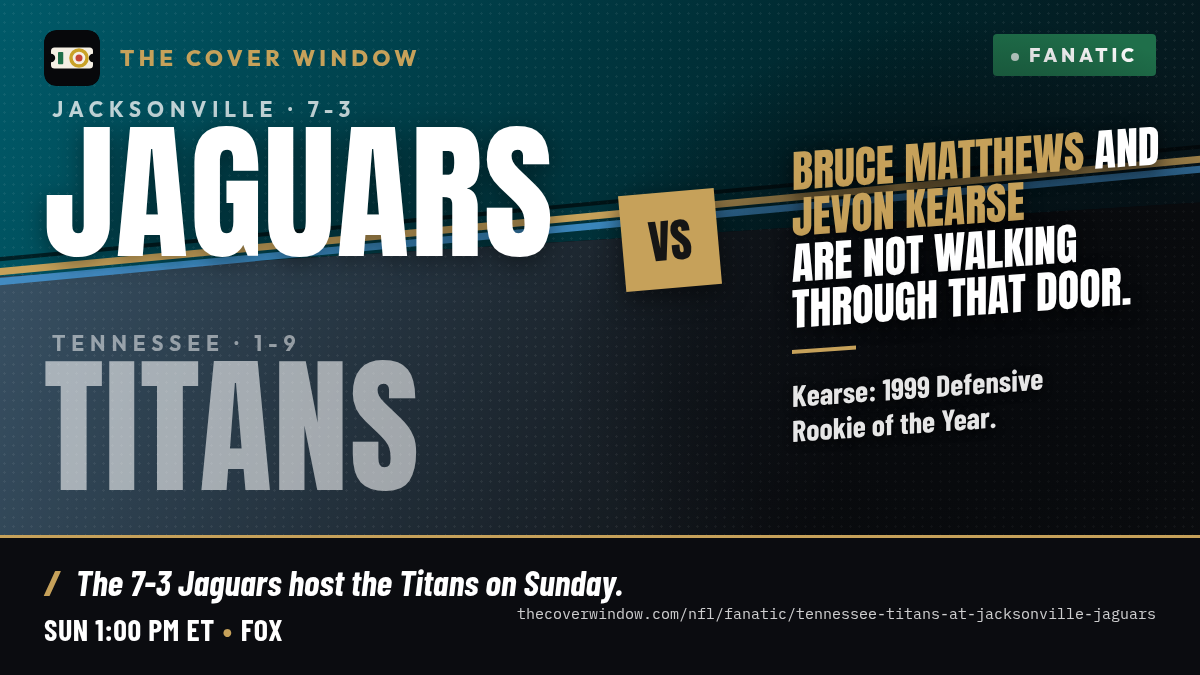 THE COVER WINDOW
FANATIC
JACKSONVILLE · 7-3
JAGUARS
VS
TENNESSEE · 1-9
TITANS
BRUCE MATTHEWS AND
JEVON KEARSE
ARE NOT WALKING
THROUGH THAT DOOR.
Kearse: 1999 Defensive
Rookie of the Year.
/ The 7-3 Jaguars host the Titans on Sunday.
SUN 1:00 PM ET • FOX
thecoverwindow.com/nfl/fanatic/tennessee-titans-at-jacksonville-jaguars